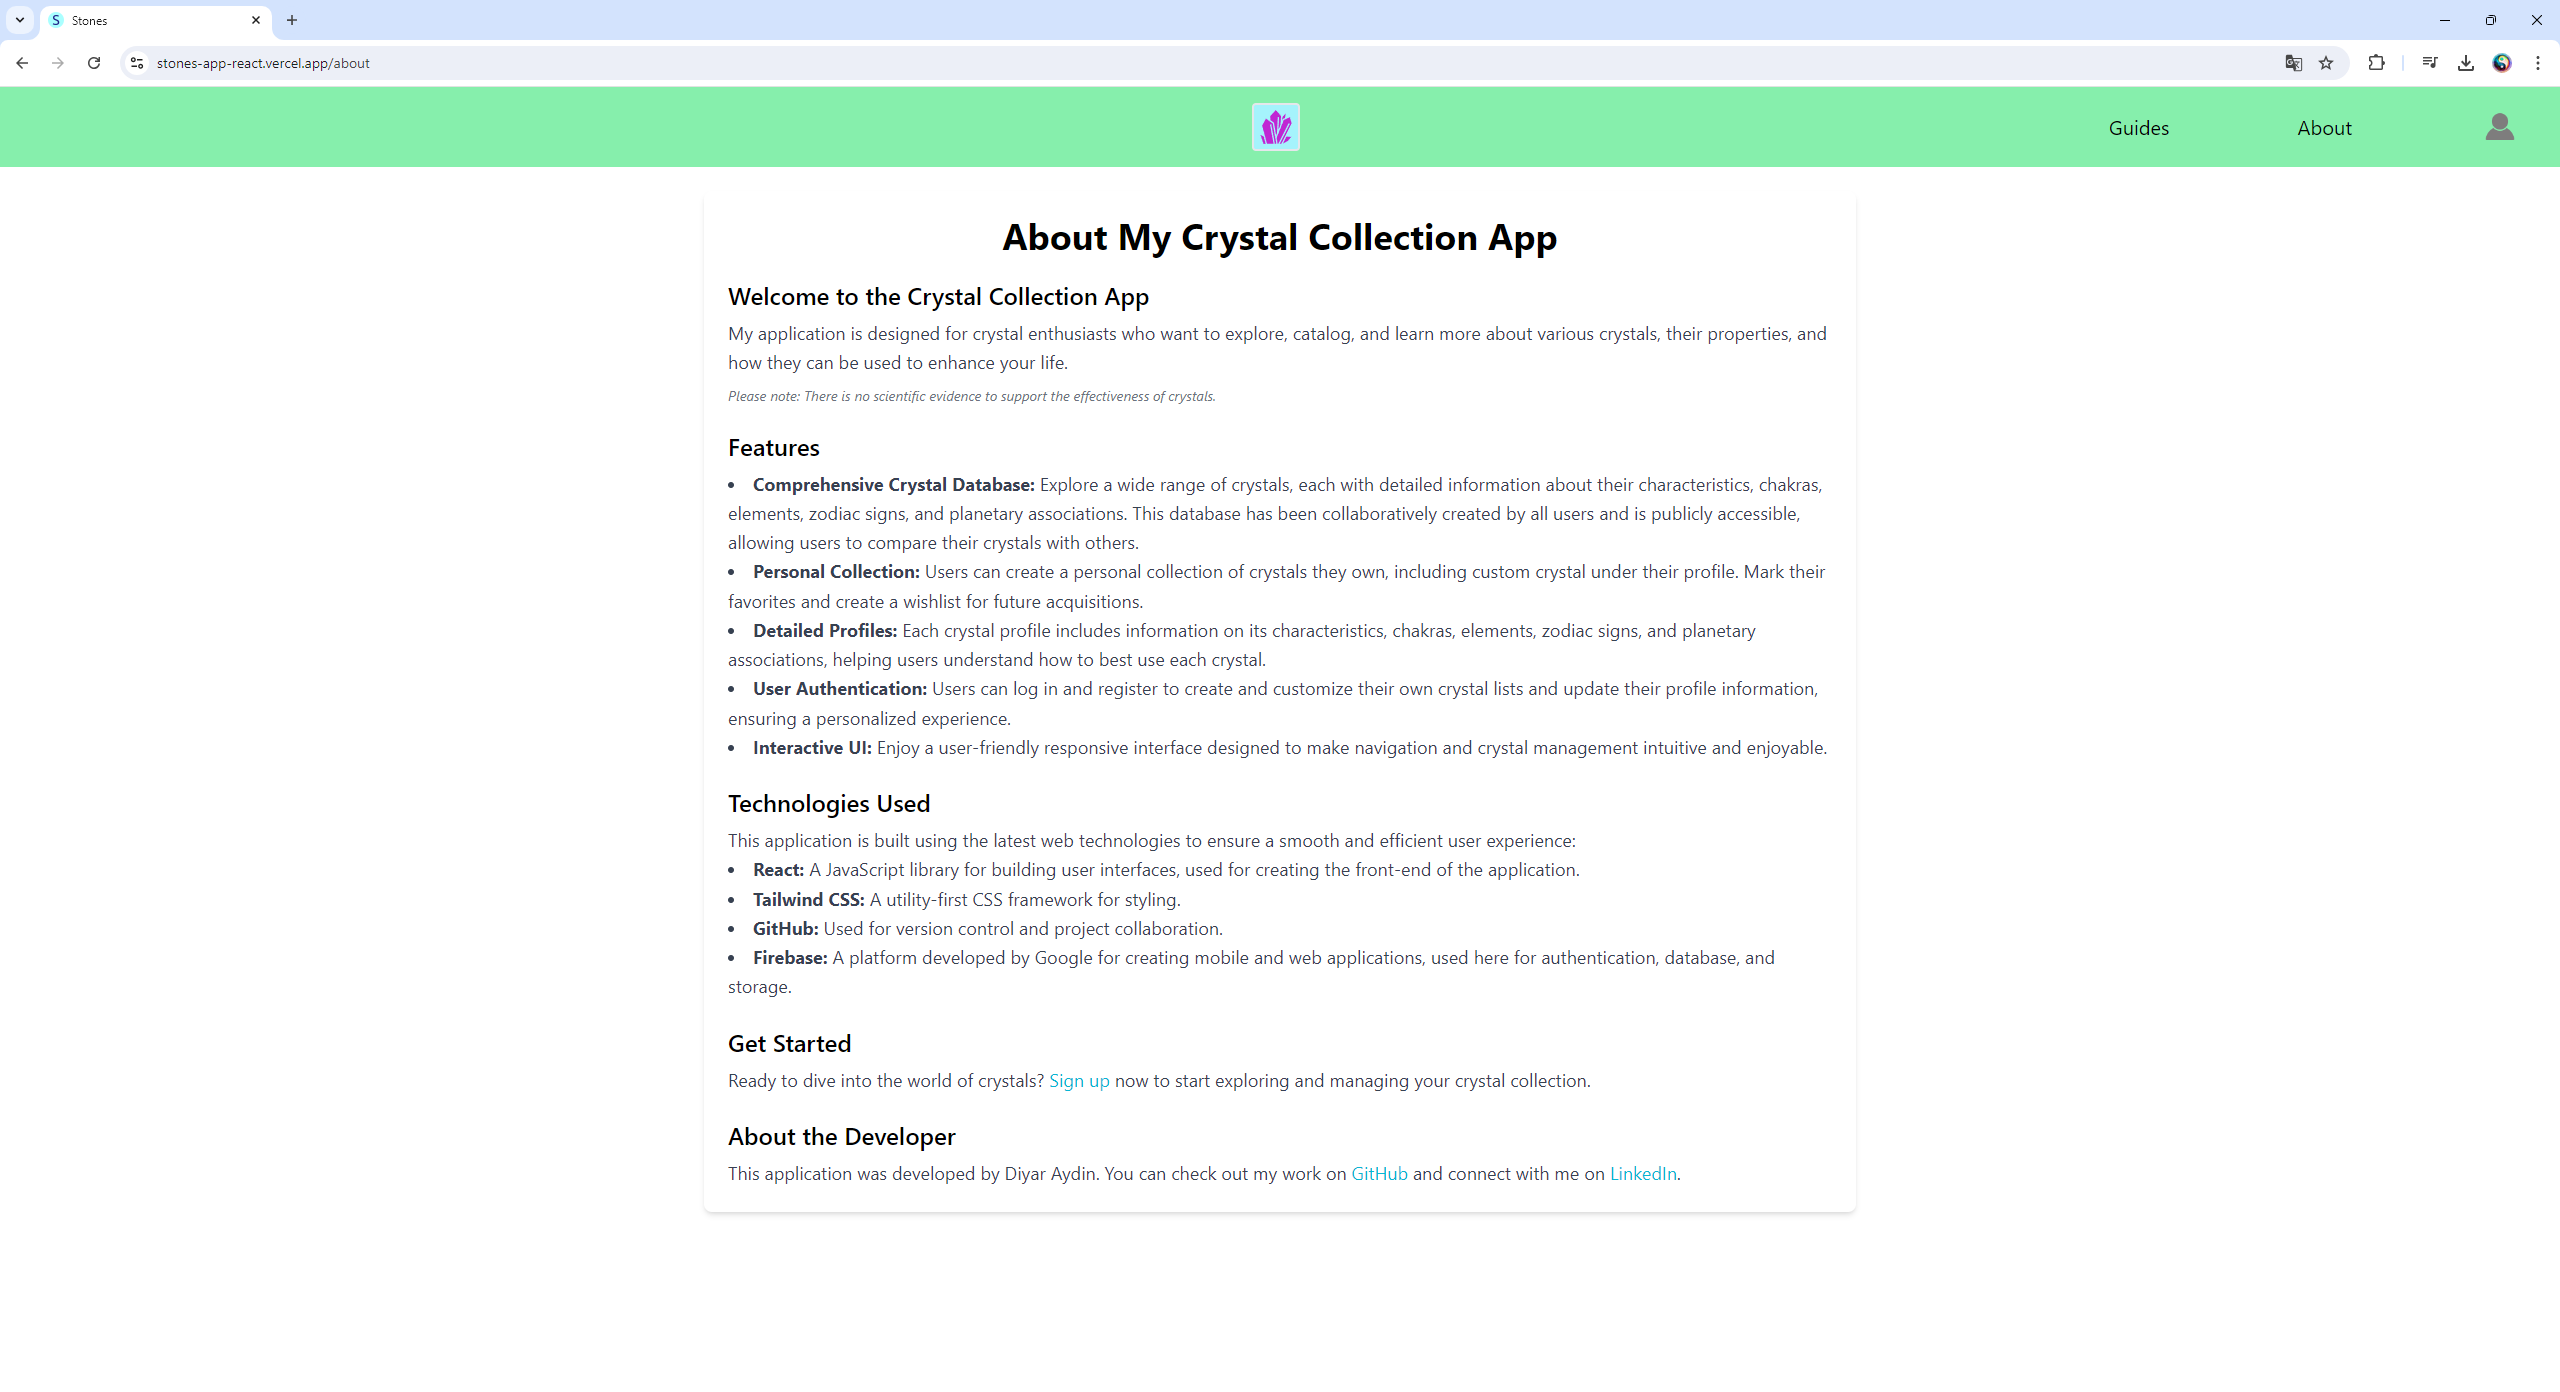 S Stones
stones-app-react.vercel.app/about
Guides About
About My Crystal Collection App
Welcome to the Crystal Collection App
My application is designed for crystal enthusiasts who want to explore, catalog, and learn more about various crystals, their properties, and
how they can be used to enhance your life.
Please note: There is no scientific evidence to support the effectiveness of crystals.
Features
• Comprehensive Crystal Database: Explore a wide range of crystals, each with detailed information about their characteristics, chakras,
elements, zodiac signs, and planetary associations. This database has been collaboratively created by all users and is publicly accessible,
allowing users to compare their crystals with others.
• Personal Collection: Users can create a personal collection of crystals they own, including custom crystal under their profile. Mark their
favorites and create a wishlist for future acquisitions.
• Detailed Profiles: Each crystal profile includes information on its characteristics, chakras, elements, zodiac signs, and planetary
associations, helping users understand how to best use each crystal.
• User Authentication: Users can log in and register to create and customize their own crystal lists and update their profile information,
ensuring a personalized experience.
• Interactive UI: Enjoy a user-friendly responsive interface designed to make navigation and crystal management intuitive and enjoyable.
Technologies Used
This application is built using the latest web technologies to ensure a smooth and efficient user experience:
• React: A JavaScript library for building user interfaces, used for creating the front-end of the application.
• Tailwind CSS: A utility-first CSS framework for styling.
• GitHub: Used for version control and project collaboration.
• Firebase: A platform developed by Google for creating mobile and web applications, used here for authentication, database, and
storage.
Get Started
Ready to dive into the world of crystals? Sign up now to start exploring and managing your crystal collection.
About the Developer
This application was developed by Diyar Aydin. You can check out my work on GitHub and connect with me on LinkedIn.